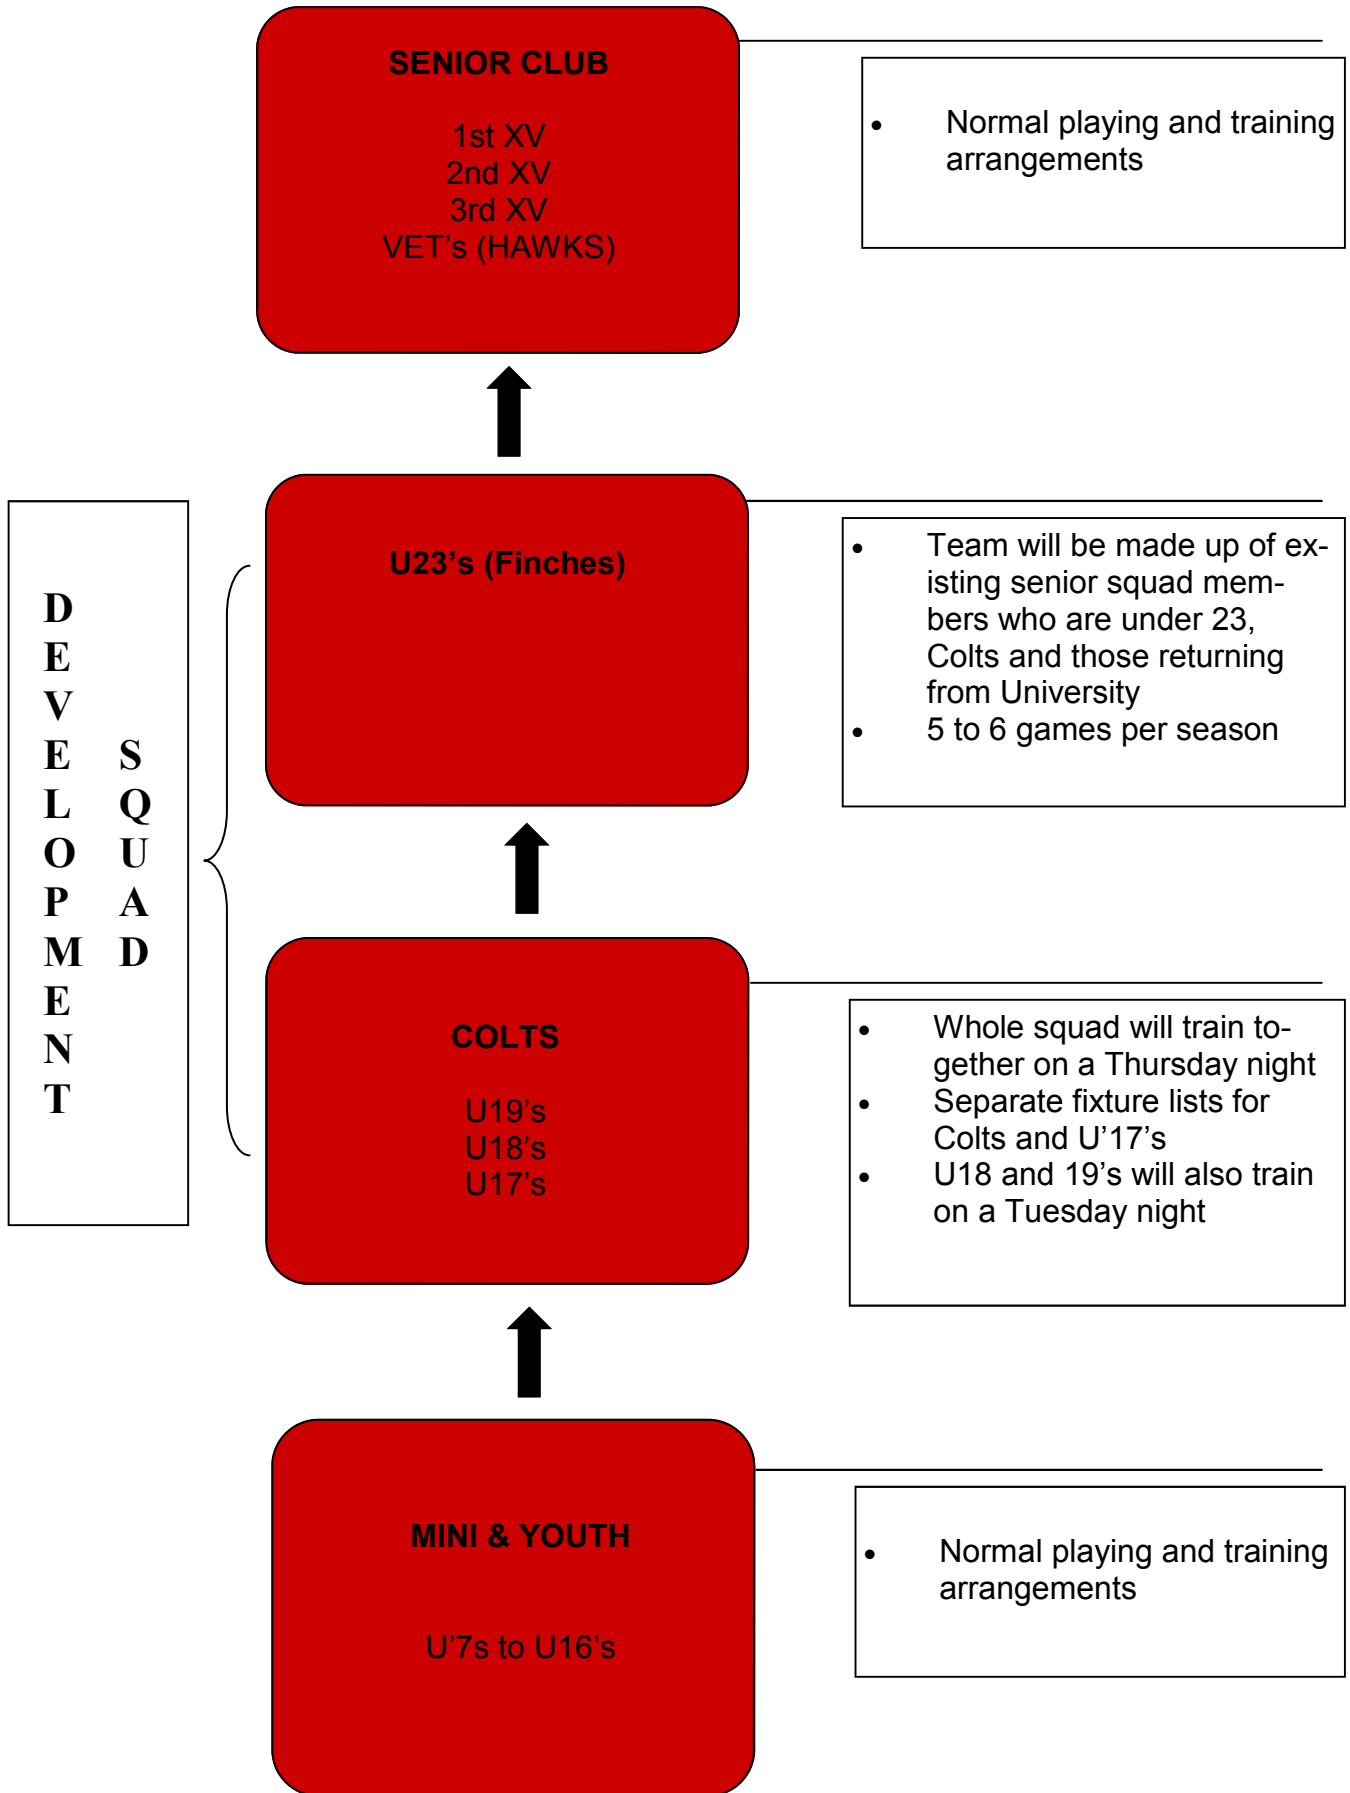 SENIOR CLUB
1st XV
2nd XV
3rd XV
VET's (HAWKS)
• Normal playing and training
arrangements
DEVELOPMENT
SQUAD
U23's (Finches)
• Team will be made up of ex-
isting senior squad mem-
bers who are under 23,
Colts and those returning
from University
• 5 to 6 games per season
COLTS
U19's
U18's
U17's
• Whole squad will train to-
gether on a Thursday night
• Separate fixture lists for
Colts and U'17's
• U18 and 19's will also train
on a Tuesday night
MINI & YOUTH
U'7s to U16's
• Normal playing and training
arrangements